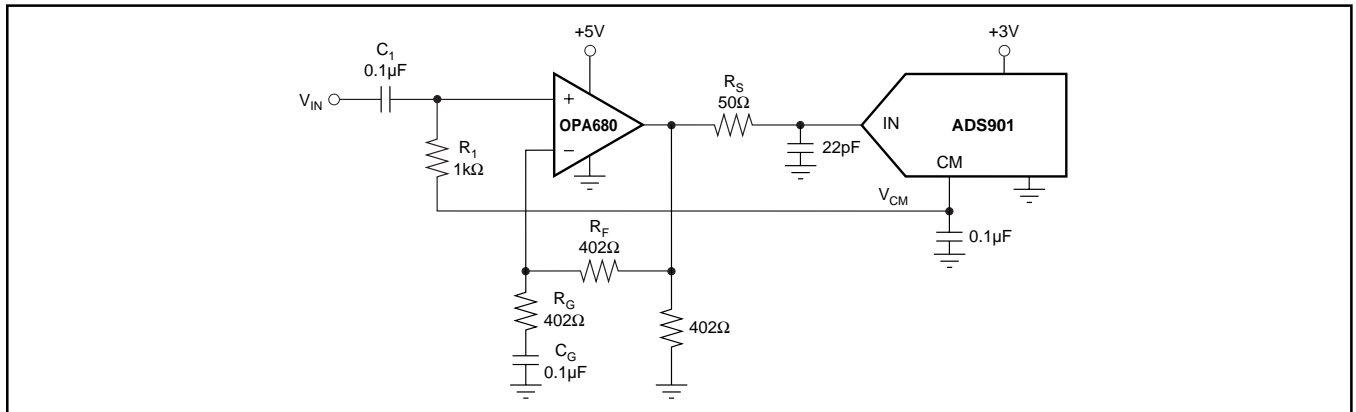 +5V
+3V
C1
0.1µF
VIN
+
OPA680
–
RS
50Ω
IN
ADS901
22pF
CM
R1
1kΩ
VCM
0.1µF
RF
402Ω
RG
402Ω
402Ω
CG
0.1µF